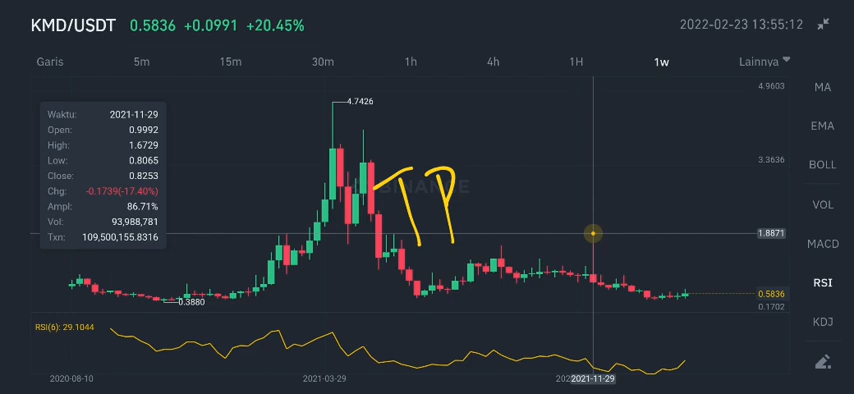 KMD/USDT 0.5836 +0.0991 +20.45% 2022-02-23 13:55:12
Garis 5m 15m 30m 1h 4h 1H 1w Lainnya
Waktu: 2021-11-29
Open: 0.9992
High: 1.6729
Low: 0.8065
Close: 0.8253
Chg: -0.1739(-17.40%)
Ampl: 86.71%
Vol: 93,988,781
Txn: 109,500,155.8316
4.7426
0.3880
TP
BINANCE
4.9603
3.3636
1.8871
0.5836
0.1702
MA
EMA
BOLL
VOL
MACD
RSI
KDJ
RSI(6): 29.1044
2020-08-10 2021-03-29 2021-11-29